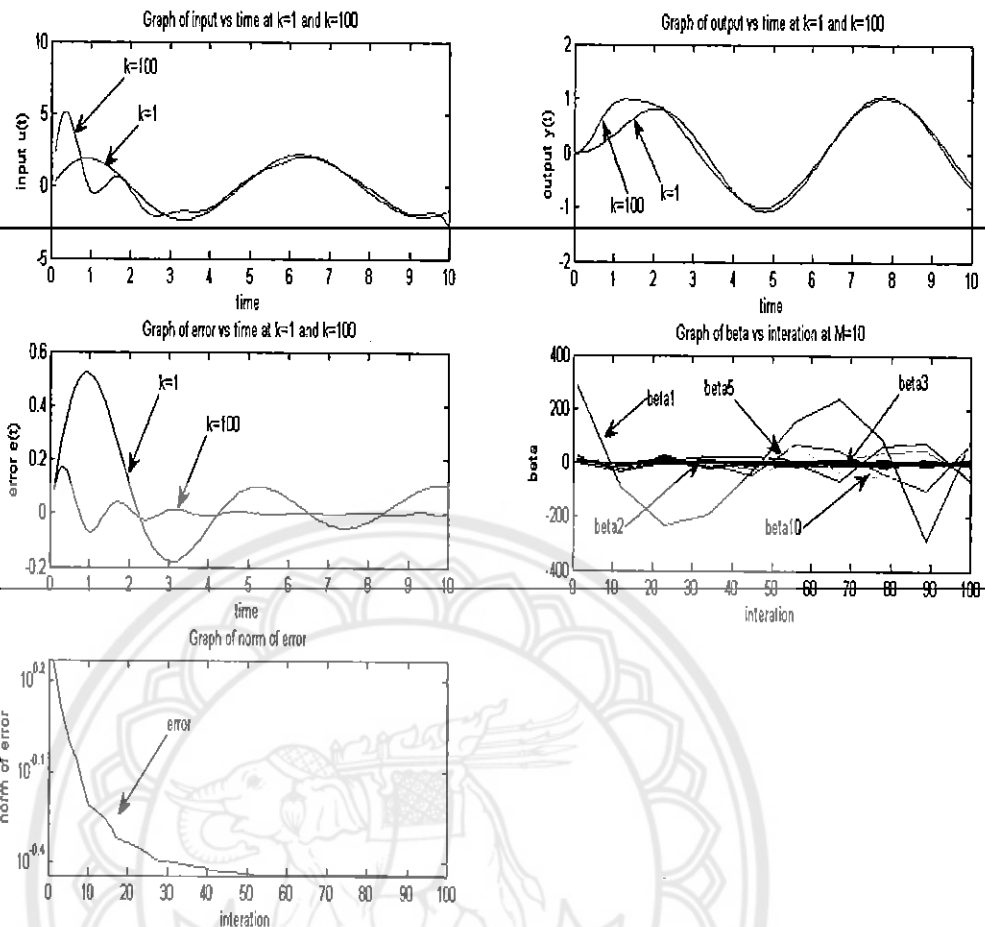 Graph of input vs time at k=1 and k=100
10
5
0
-5
input u(t)
k=100
k=1
0 1 2 3 4 5 6 7 8 9 10
time
Graph of output vs time at k=1 and k=100
2
1
0
-1
-2
output y(t)
k=100
k=1
0 1 2 3 4 5 6 7 8 9 10
time
Graph of error vs time at k=1 and k=100
0.6
0.4
0.2
0
-0.2
error e(t)
k=1
k=100
0 1 2 3 4 5 6 7 8 9 10
time
Graph of beta vs interation at M=10
400
200
0
-200
-400
beta
beta1
beta5
beta3
beta2
beta10
0 10 20 30 40 50 60 70 80 90 100
interation
Graph of norm of error
10^0.2
10^-0.1
10^-0.4
norm of error
error
0 10 20 30 40 50 60 70 80 90 100
interation